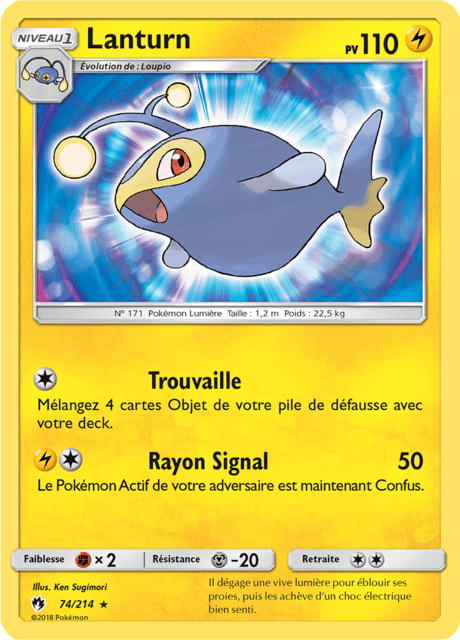 NIVEAU 1
Lanturn
PV 110
Évolution de : Loupio
N° 171 Pokémon Lumière Taille : 1,2 m Poids : 22,5 kg
Trouvaille
Mélangez 4 cartes Objet de votre pile de défausse avec
votre deck.
Rayon Signal 50
Le Pokémon Actif de votre adversaire est maintenant Confus.
Faiblesse ×2 Résistance -20 Retraite
Illus. Ken Sugimori
74/214 ★
©2018 Pokémon
Il dégage une vive lumière pour éblouir ses
proies, puis les achève d'un choc électrique
bien senti.